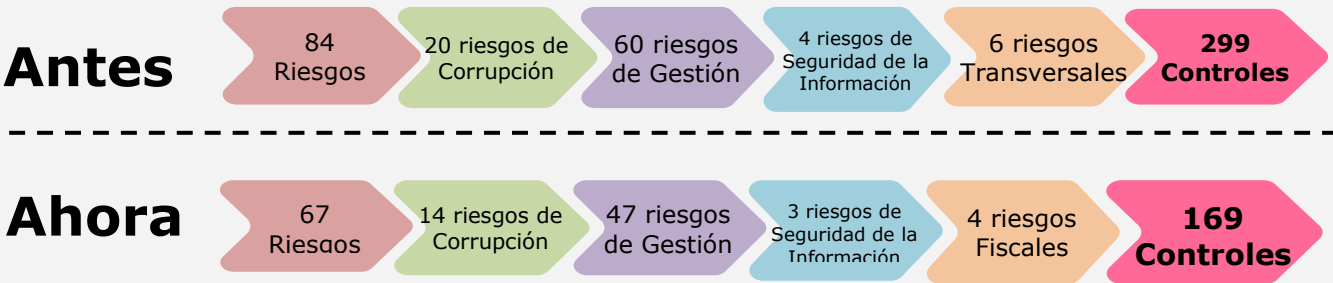 Antes
84
Riesgos
20 riesgos de
Corrupción
60 riesgos
de Gestión
4 riesgos de
Seguridad de la
Información
6 riesgos
Transversales
299
Controles
Ahora
67
Riesgos
14 riesgos de
Corrupción
47 riesgos
de Gestión
3 riesgos de
Seguridad de la
Información
4 riesgos
Fiscales
169
Controles